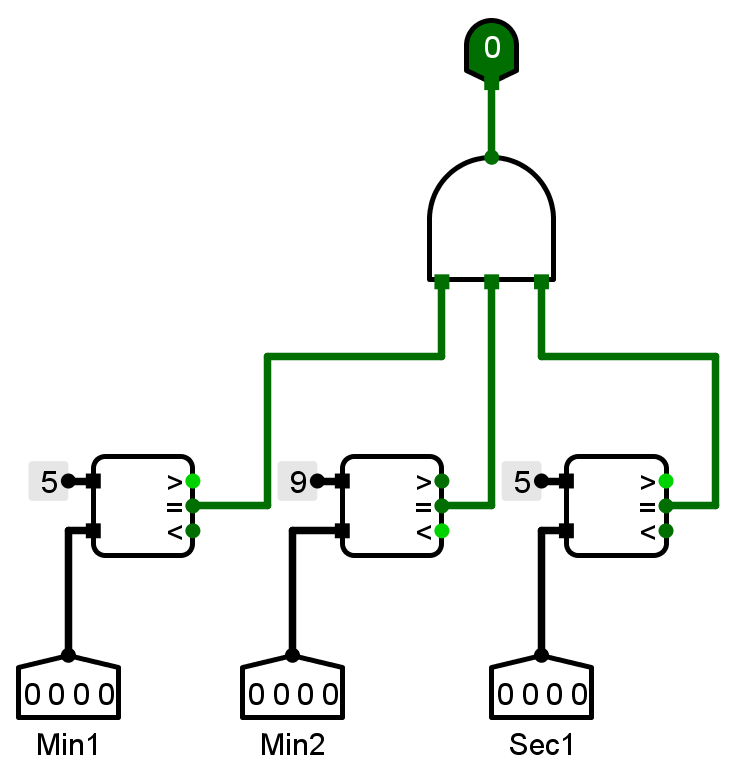 0
5 > = <
9 > = <
5 > = <
0 0 0 0
0 0 0 0
0 0 0 0
Min1
Min2
Sec1